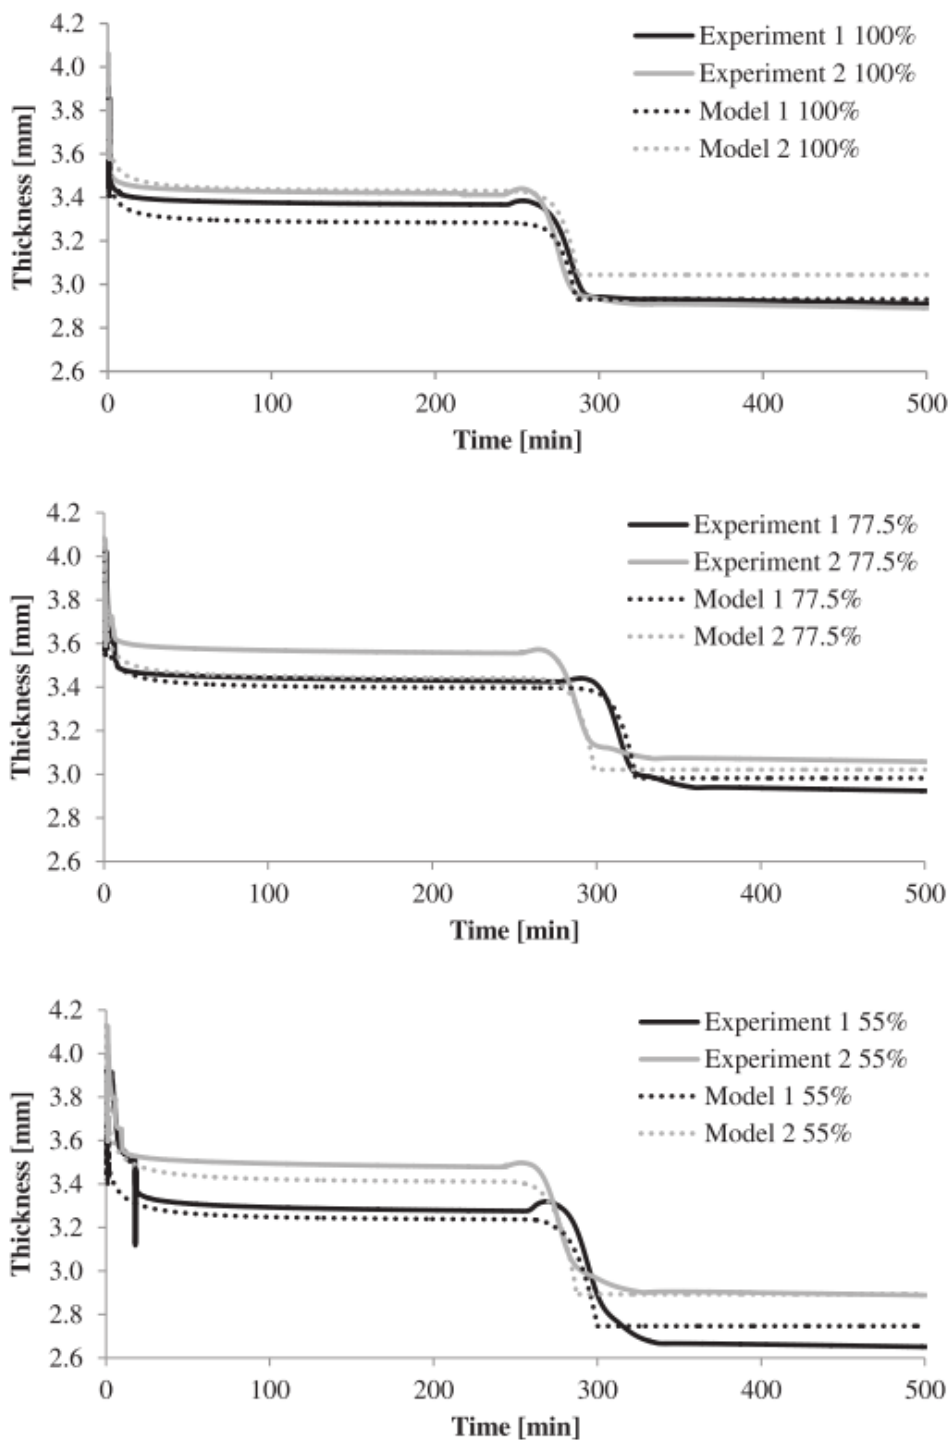 4.2
4.0
3.8
3.6
3.4
3.2
3.0
2.8
2.6
Thickness [mm]
Experiment 1 100%
Experiment 2 100%
Model 1 100%
Model 2 100%
0 100 200 300 400 500
Time [min]
4.2
4.0
3.8
3.6
3.4
3.2
3.0
2.8
2.6
Thickness [mm]
Experiment 1 77.5%
Experiment 2 77.5%
Model 1 77.5%
Model 2 77.5%
0 100 200 300 400 500
Time [min]
4.2
4.0
3.8
3.6
3.4
3.2
3.0
2.8
2.6
Thickness [mm]
Experiment 1 55%
Experiment 2 55%
Model 1 55%
Model 2 55%
0 100 200 300 400 500
Time [min]